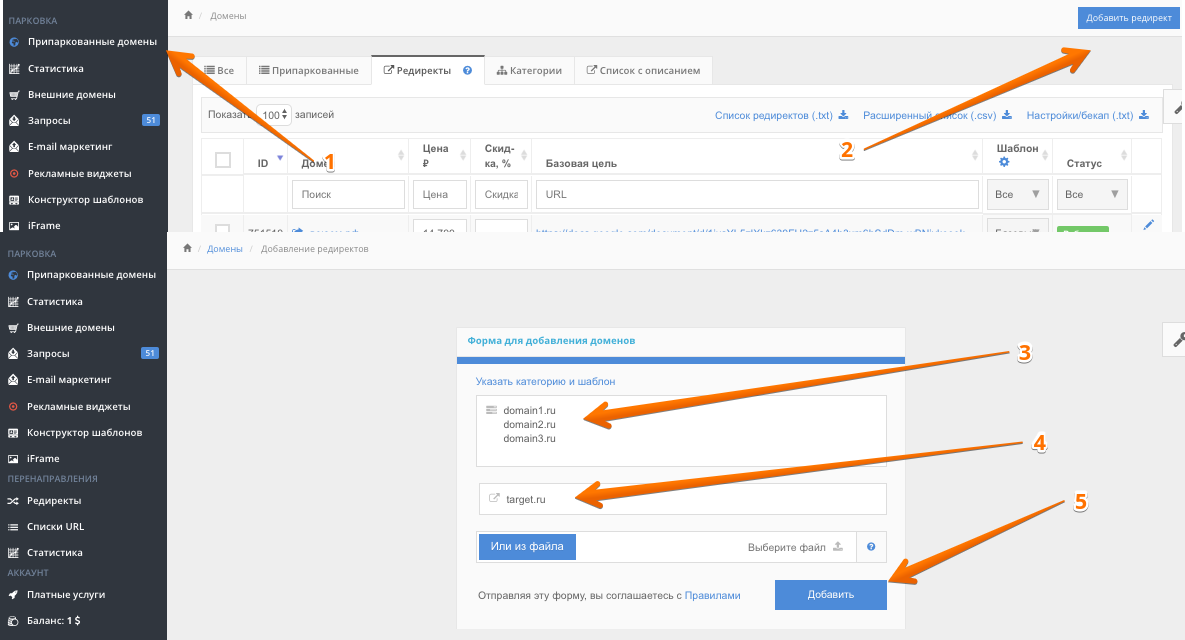 ПАРКОВКА
Припаркованные домены
Статистика
Внешние домены
Запросы 51
E-mail маркетинг
Рекламные виджеты
Конструктор шаблонов
iFrame
/ Домены
Добавить редирект
Все Припаркованные Редиректы ? Категории Список с описанием
Показать 100 записей Список редиректов (.txt) Расширенный список (.csv) Настройки/бекап (.txt)
1
2
ID Домен Цена ₽ Скид-ка, % Базовая цель Шаблон Статус
Поиск Цена Скидка URL Все Все
ПАРКОВКА
Припаркованные домены
Статистика
Внешние домены
Запросы 51
E-mail маркетинг
Рекламные виджеты
Конструктор шаблонов
iFrame
ПЕРЕНАПРАВЛЕНИЯ
Редиректы
Списки URL
Статистика
АККАУНТ
Платные услуги
Баланс: 1 $
/ Домены / Добавление редиректов
Форма для добавления доменов
3
Указать категорию и шаблон
domain1.ru
domain2.ru
domain3.ru
4
target.ru
5
Или из файла Выберите файл ?
Отправляя эту форму, вы соглашаетесь с Правилами Добавить